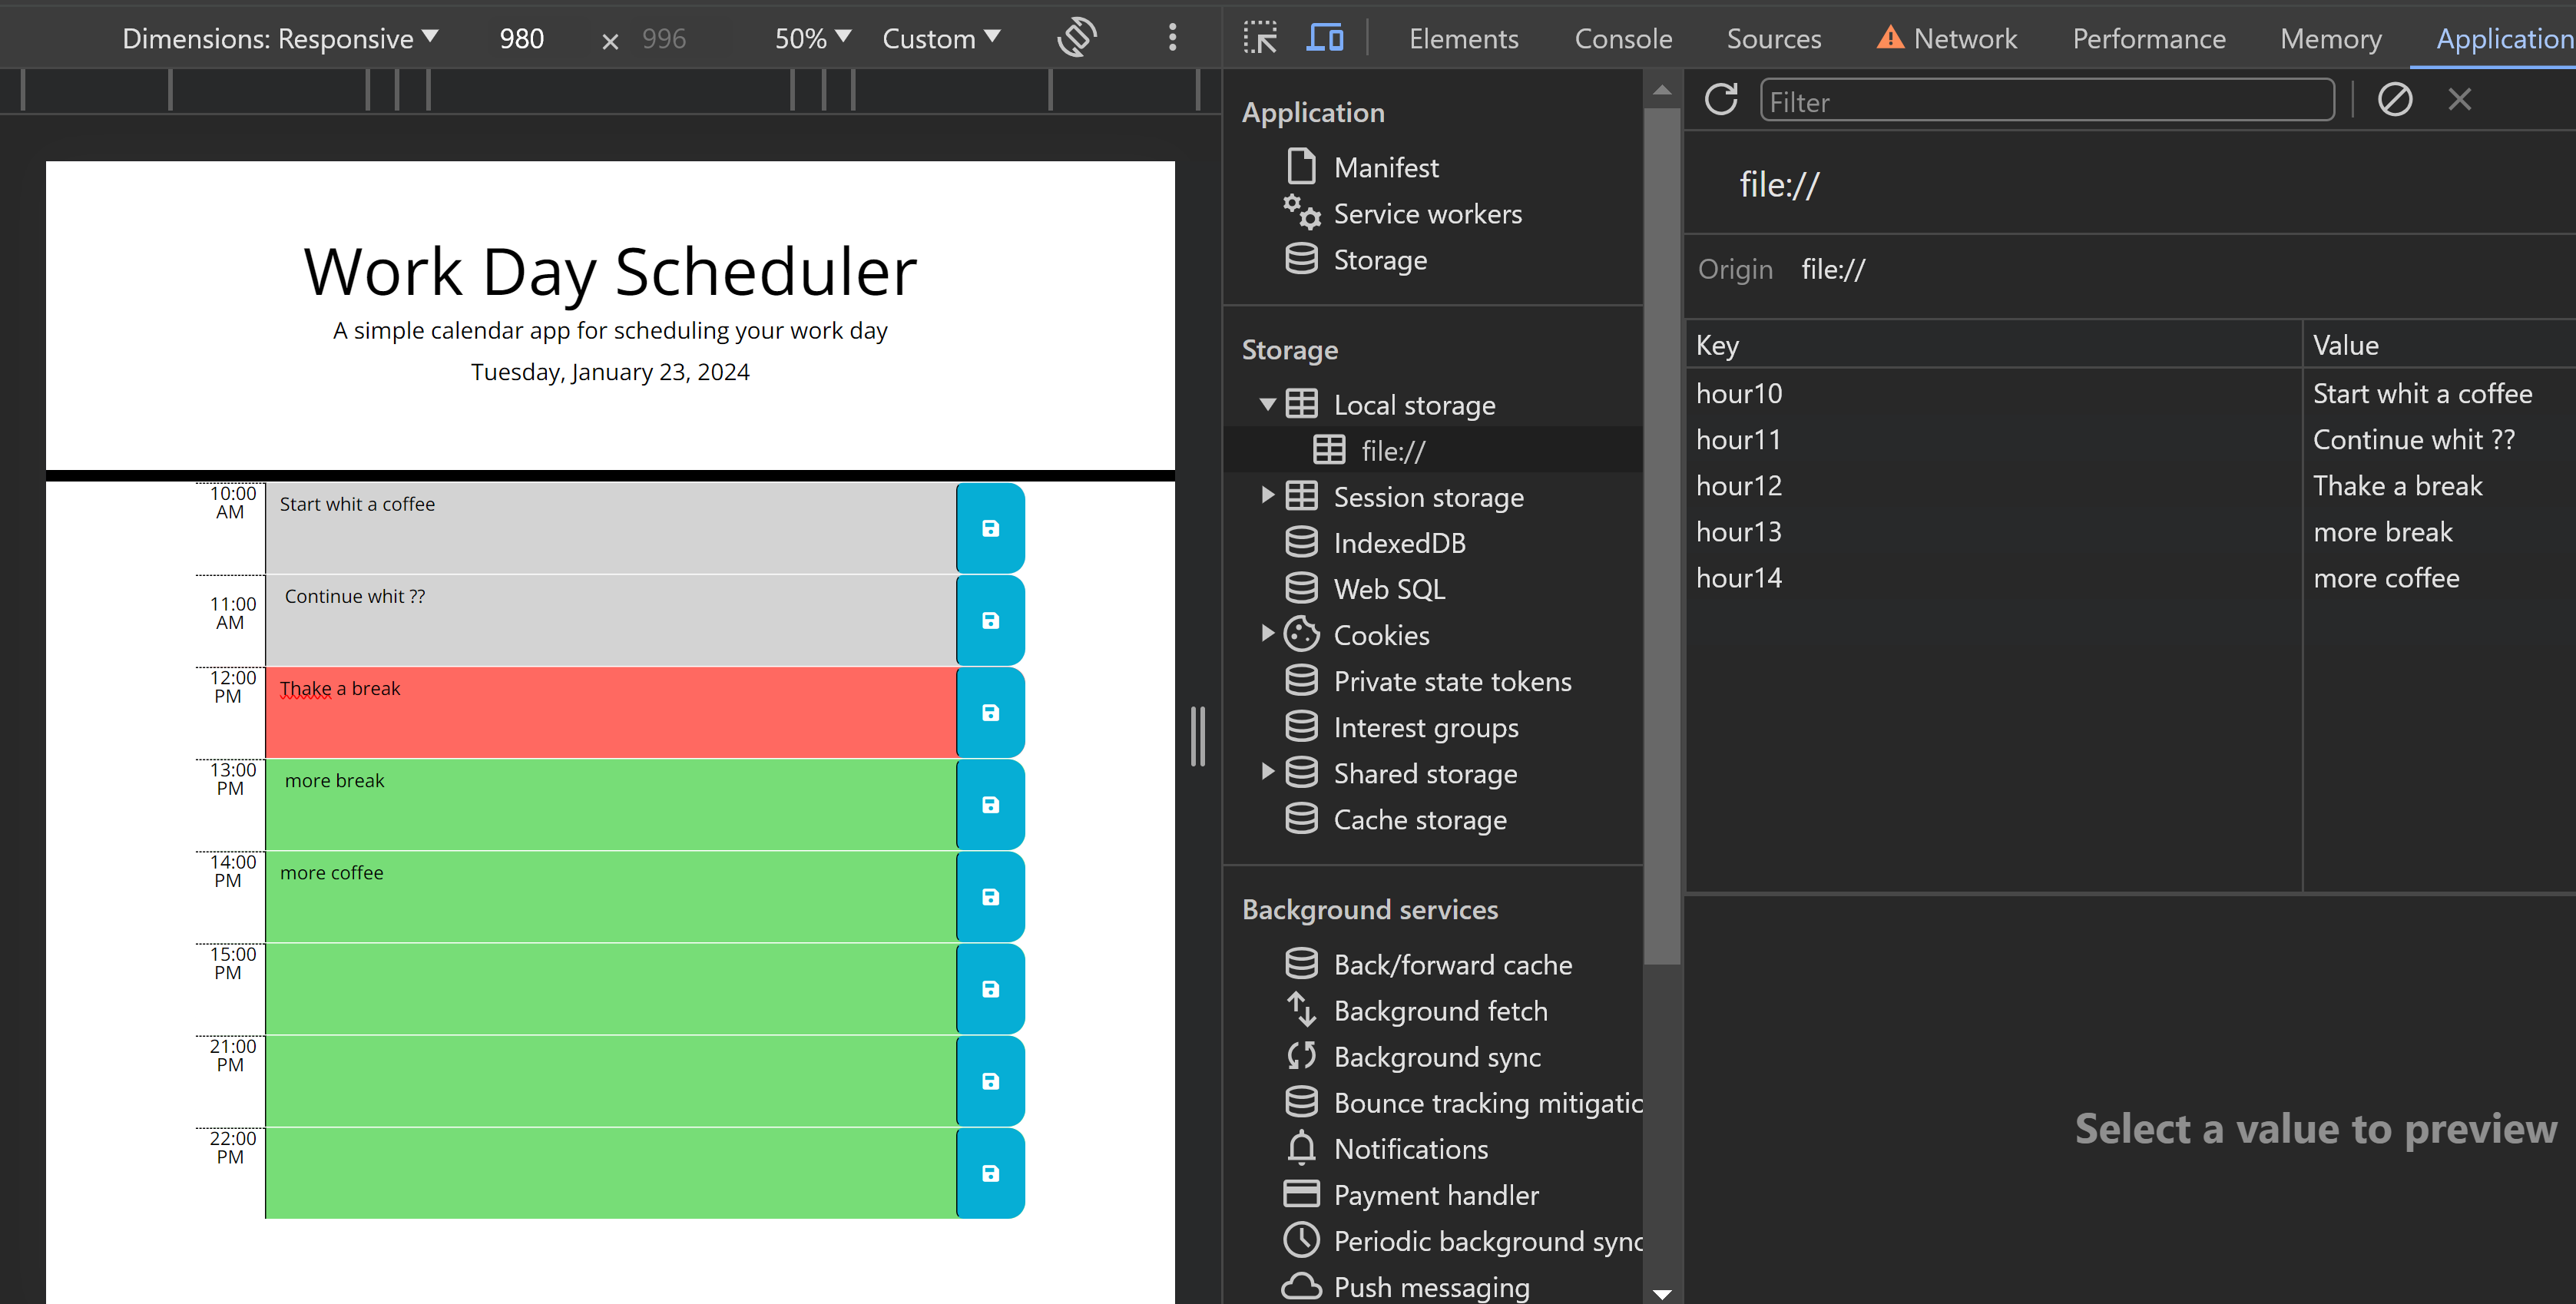 Dimensions: Responsive 980 × 996 50% Custom
Elements Console Sources Network Performance Memory Application
Work Day Scheduler
A simple calendar app for scheduling your work day
Tuesday, January 23, 2024
10:00
AM
Start whit a coffee
11:00
AM
Continue whit ??
12:00
PM
Thake a break
13:00
PM
more break
14:00
PM
more coffee
15:00
PM
21:00
PM
22:00
PM
Application
Manifest
Service workers
Storage
Storage
Local storage
file://
Session storage
IndexedDB
Web SQL
Cookies
Private state tokens
Interest groups
Shared storage
Cache storage
Background services
Back/forward cache
Background fetch
Background sync
Bounce tracking mitigatio
Notifications
Payment handler
Periodic background sync
Push messaging
Filter
file://
Origin file://
Key Value
hour10 Start whit a coffee
hour11 Continue whit ??
hour12 Thake a break
hour13 more break
hour14 more coffee
Select a value to preview